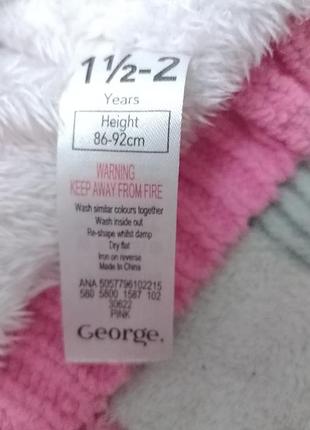 1½-2
Years
Height
86-92cm
WARNING
KEEP AWAY FROM FIRE
Wash similar colours together
Wash inside out
Re-shape whilst damp
Dry flat
Iron on reverse
Made In China
ANA 5057796102215
580 5800 1587 102
30622
PINK
George.